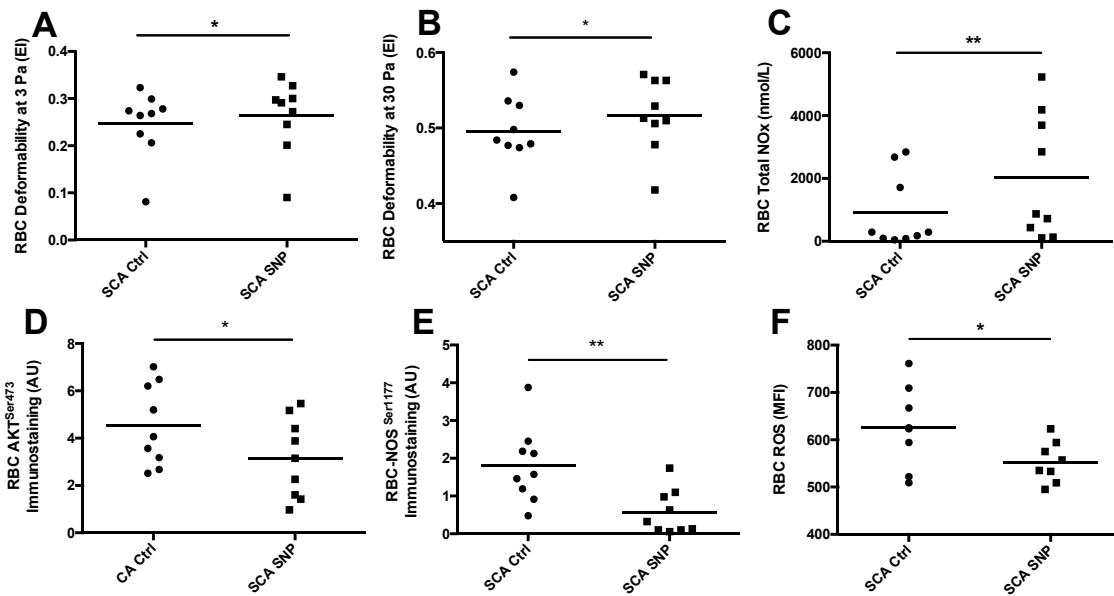 A
RBC Deformability at 3 Pa (EI)
*
0.4
0.3
0.2
0.1
0.0
SCA Ctrl
SCA SNP
B
RBC Deformability at 30 Pa (EI)
*
0.6
0.5
0.4
SCA Ctrl
SCA SNP
C
RBC Total NOx (nmol/L)
**
6000
4000
2000
0
SCA Ctrl
SCA SNP
D
RBC AKT Ser473
Immunostaining (AU)
*
8
6
4
2
0
CA Ctrl
SCA SNP
E
RBC-NOS Ser1177
Immunostaining (AU)
**
5
4
3
2
1
0
SCA Ctrl
SCA SNP
F
RBC ROS (MFI)
*
800
700
600
500
400
SCA Ctrl
SCA SNP